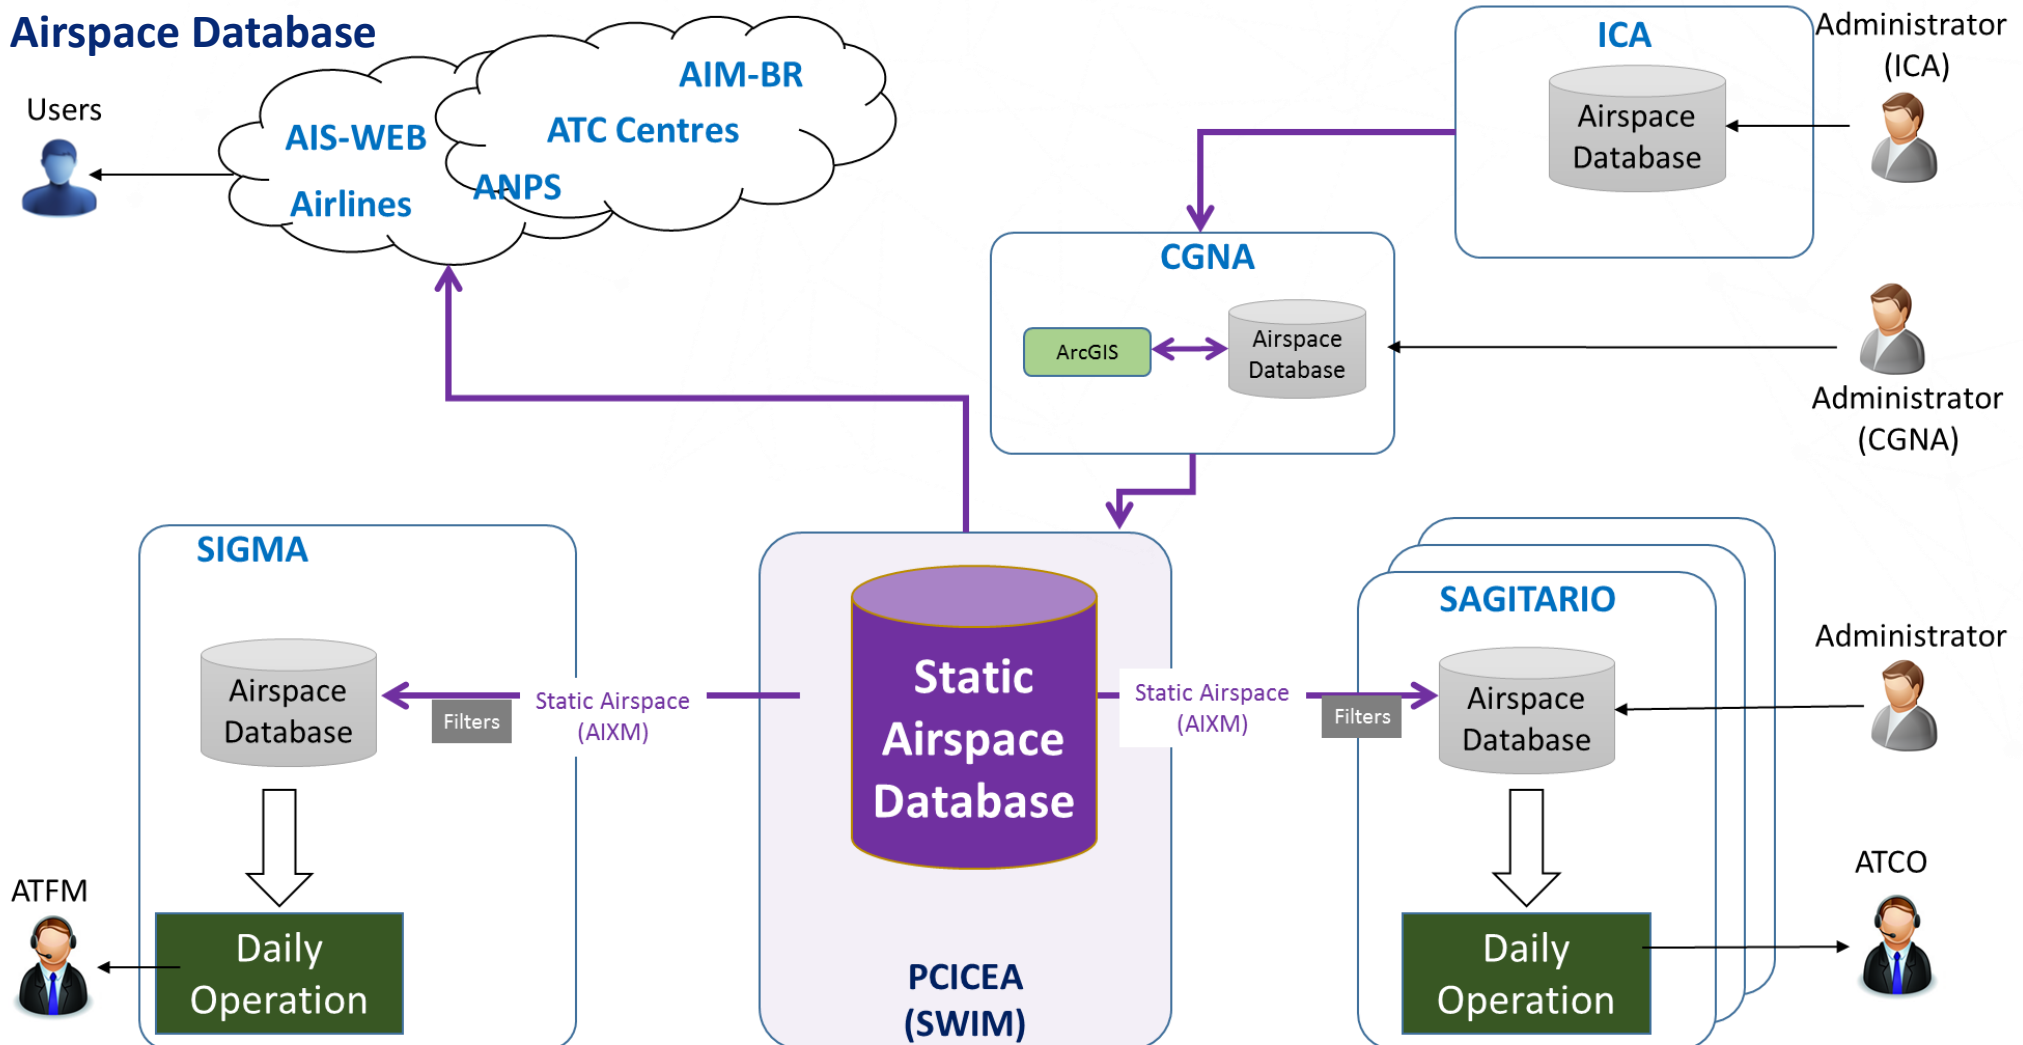 Airspace Database
Users
AIS-WEB
Airlines
AIM-BR
ATC Centres
ANPS
ICA
Airspace
Database
Administrator
(ICA)
CGNA
ArcGIS
Airspace
Database
Administrator
(CGNA)
SIGMA
Airspace
Database
Filters
Static Airspace
(AIXM)
Daily
Operation
ATFM
Static
Airspace
Database
PCICEA
(SWIM)
Static Airspace
(AIXM)
Filters
SAGITARIO
Airspace
Database
Administrator
Daily
Operation
ATCO